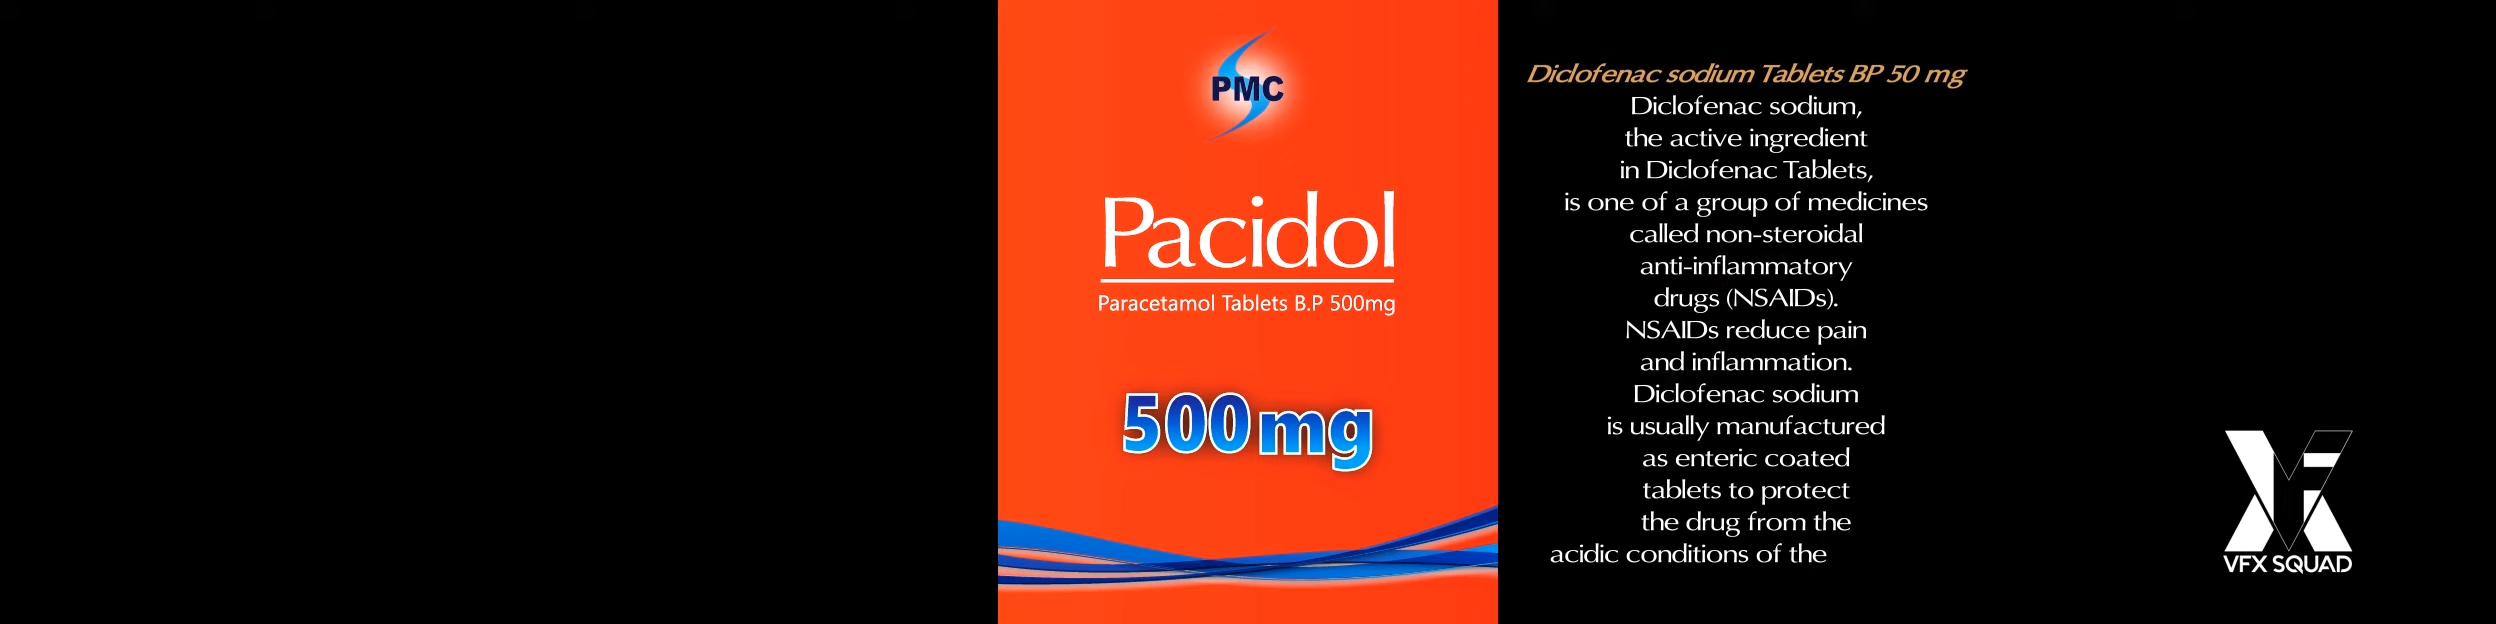 PMC
Pacidol
Paracetamol Tablets B.P 500mg
500mg
Diclofenac sodium Tablets BP 50 mg
Diclofenac sodium,
the active ingredient
in Diclofenac Tablets,
is one of a group of medicines
called non-steroidal
anti-inflammatory
drugs (NSAIDs).
NSAIDs reduce pain
and inflammation.
Diclofenac sodium
is usually manufactured
as enteric coated
tablets to protect
the drug from the
acidic conditions of the
VFX SQUAD